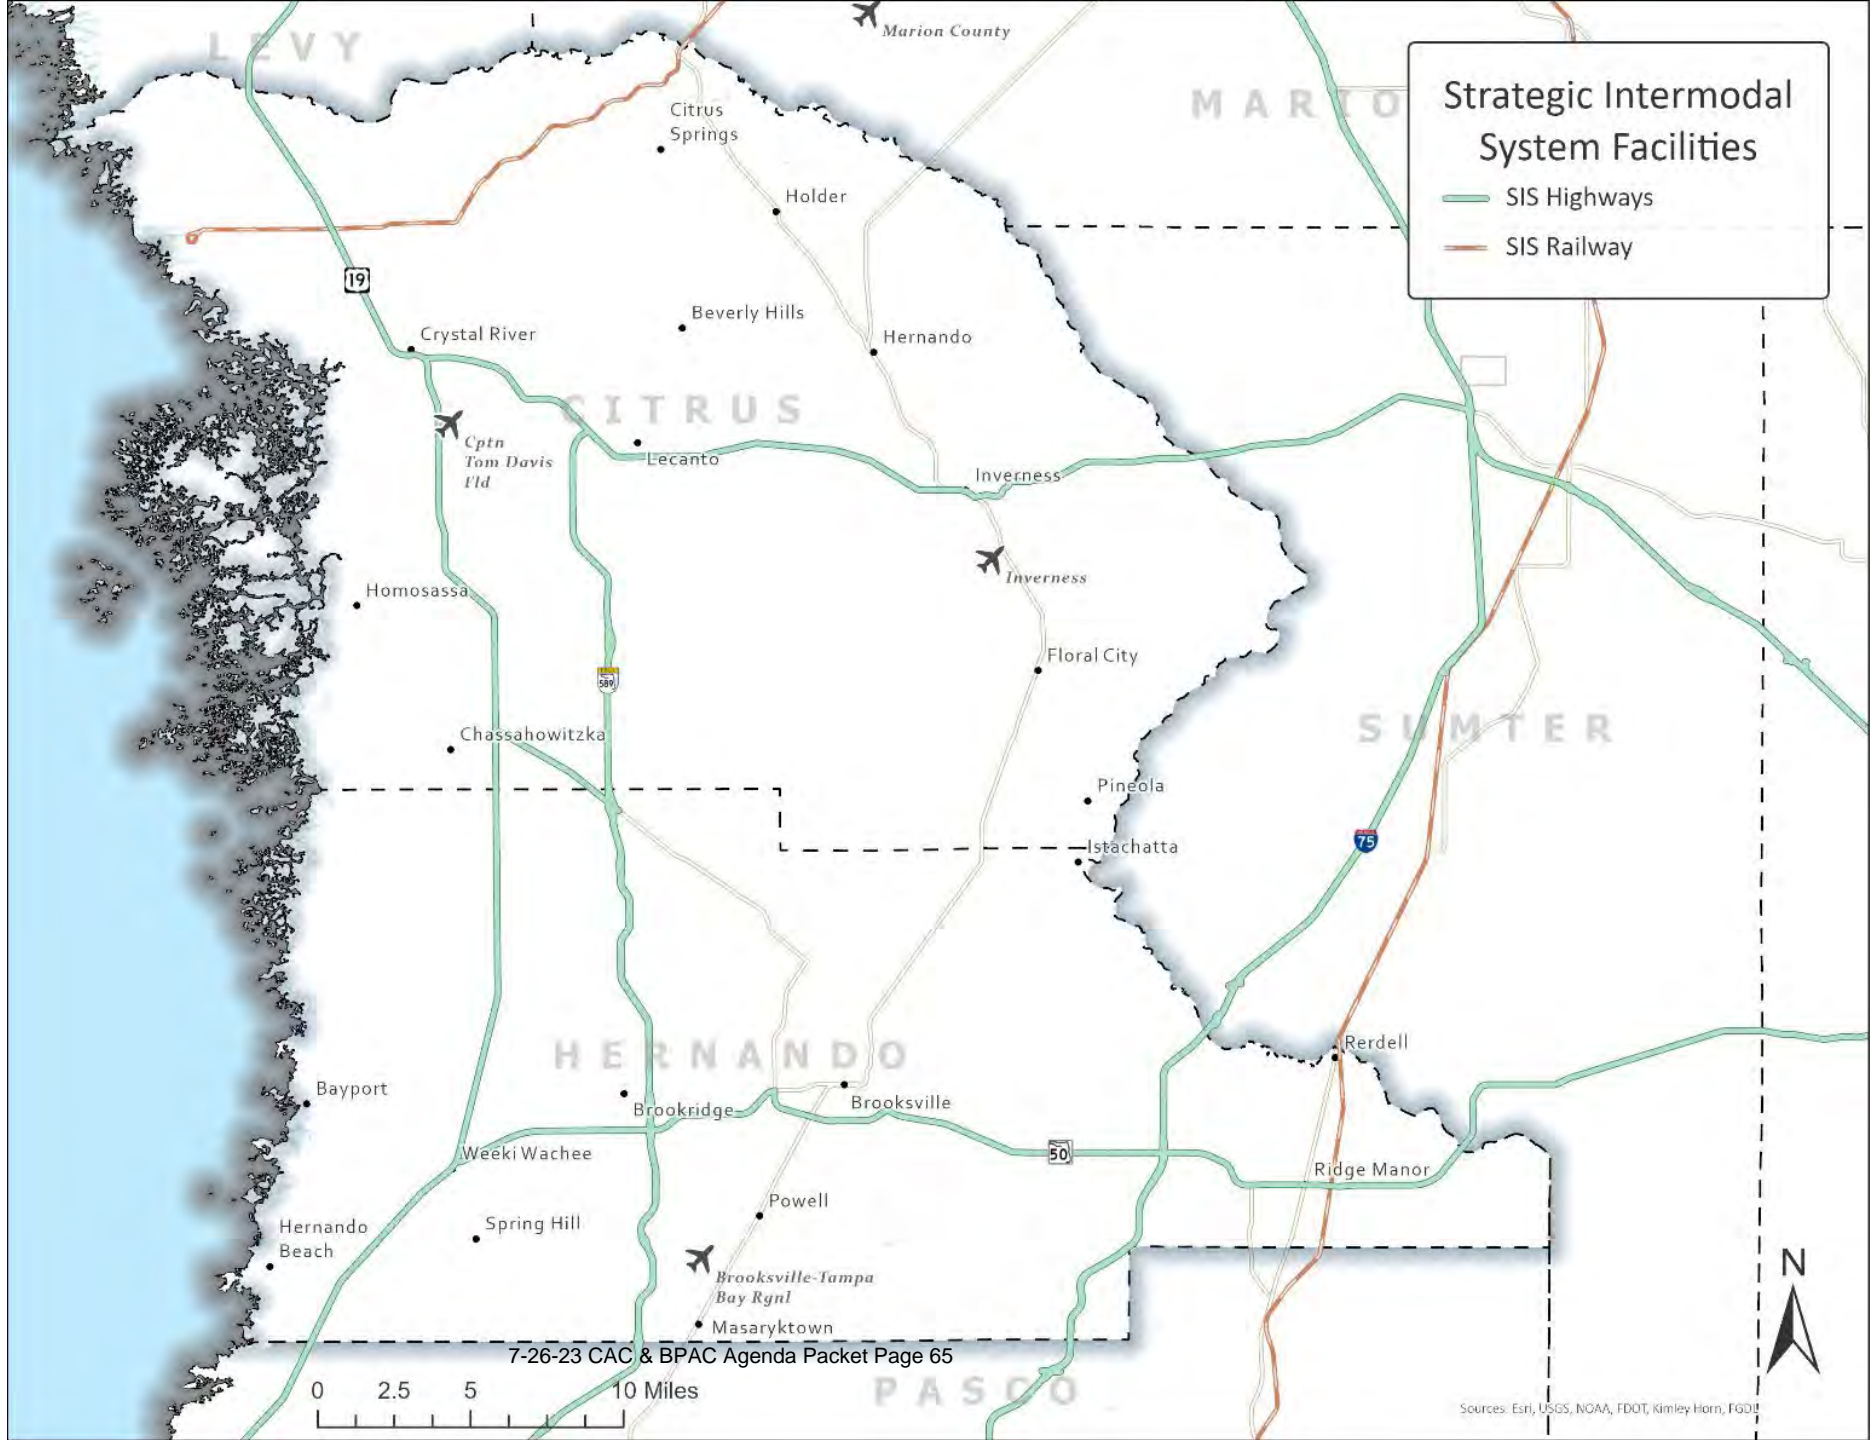 LEVY
Marion County
MARIO
Strategic Intermodal
System Facilities
SIS Highways
SIS Railway
Citrus
Springs
Holder
19
Beverly Hills
Crystal River
Hernando
CITRUS
Cptn
Tom Davis
Fld
Lecanto
Inverness
Inverness
Homosassa
Floral City
589
SUMTER
Chassahowitzka
Pineola
75
Istachatta
HERNANDO
Rerdell
Bayport
Brookridge
Brooksville
Weeki Wachee
50
Ridge Manor
Powell
Hernando
Beach
Spring Hill
Brooksville-Tampa
Bay Rgnl
N
Masaryktown
7-26-23 CAC & BPAC Agenda Packet Page 65
0 2.5 5 10 Miles
PASCO
Sources: Esri, USGS, NOAA, FDOT, Kimley Horn, FGDL